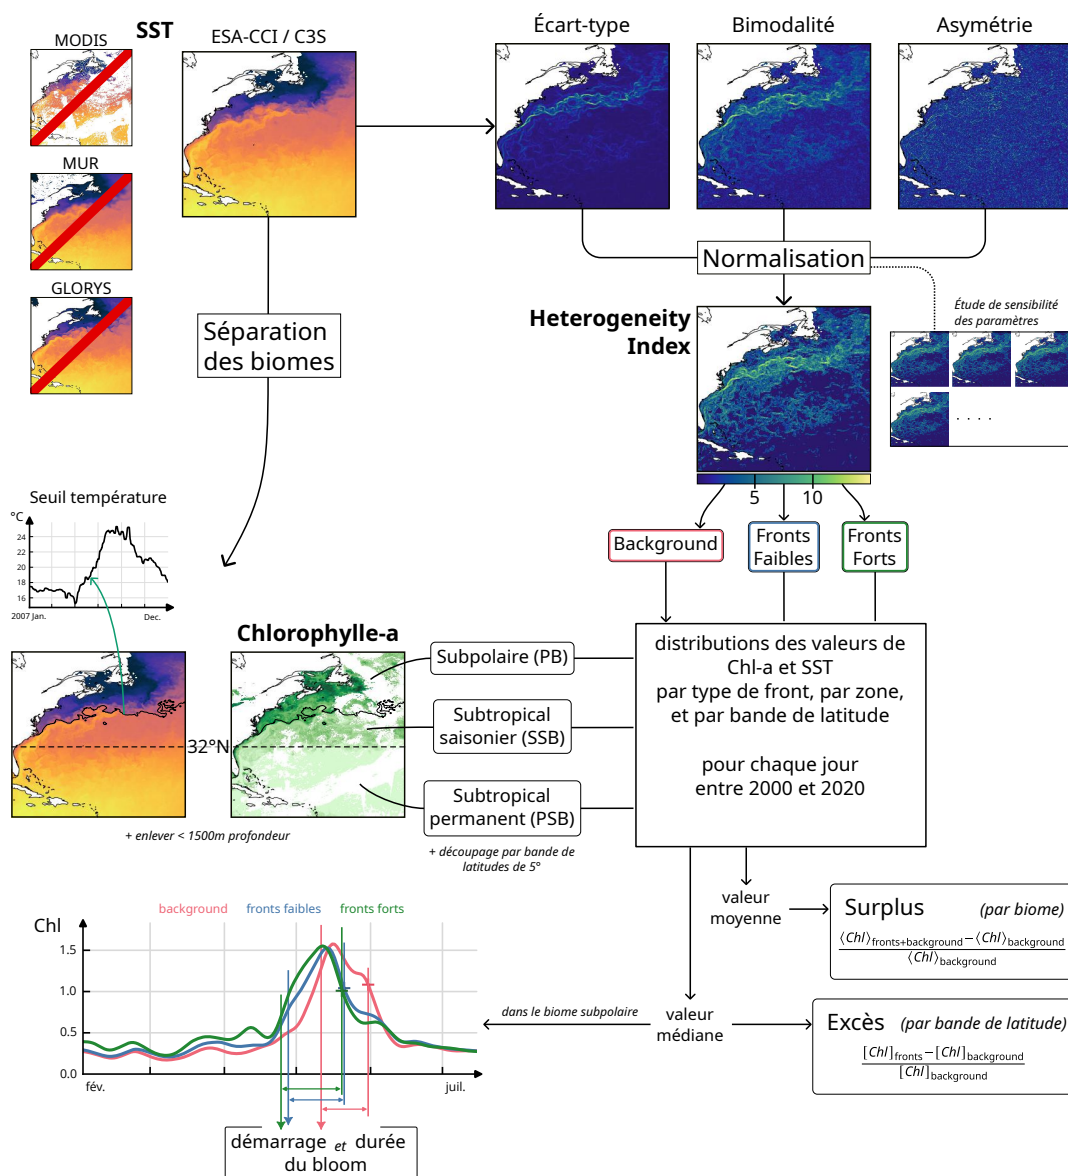 SST
MODIS
MUR
GLORYS
ESA-CCI / C3S
Écart-type
Bimodalité
Asymétrie
Normalisation
Étude de sensibilité
des paramètres
. . . .
Heterogeneity
Index
5
10
Séparation
des biomes
Background
Fronts
Faibles
Fronts
Forts
Seuil température
°C
24
22
20
18
16
2007 Jan.
Dec.
32°N
+ enlever < 1500m profondeur
Chlorophylle-a
Subpolaire (PB)
Subtropical
saisonier (SSB)
Subtropical
permanent (PSB)
+ découpage par bande de
latitudes de 5°
distributions des valeurs de
Chl-a et SST
par type de front, par zone,
et par bande de latitude
pour chaque jour
entre 2000 et 2020
valeur
moyenne
Surplus (par biome)
⟨Chl⟩fronts+background−⟨Chl⟩background
⟨Chl⟩background
valeur
médiane
dans le biome subpolaire
Excès (par bande de latitude)
[Chl]fronts−[Chl]background
[Chl]background
background fronts faibles fronts forts
Chl
1.5
1.0
0.5
0.0
fév.
juil.
démarrage et durée
du bloom